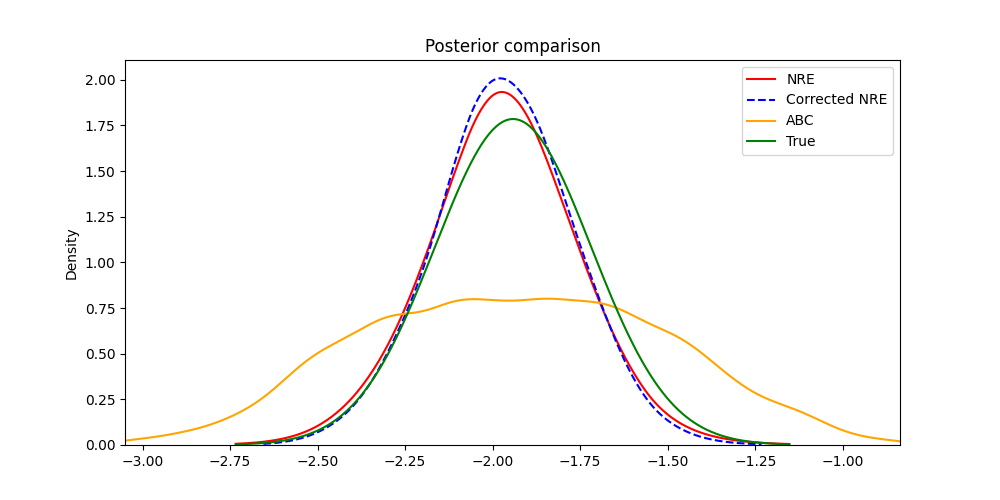 Posterior comparison
NRE
Corrected NRE
ABC
True
Density
2.00
1.75
1.50
1.25
1.00
0.75
0.50
0.25
0.00
−3.00 −2.75 −2.50 −2.25 −2.00 −1.75 −1.50 −1.25 −1.00